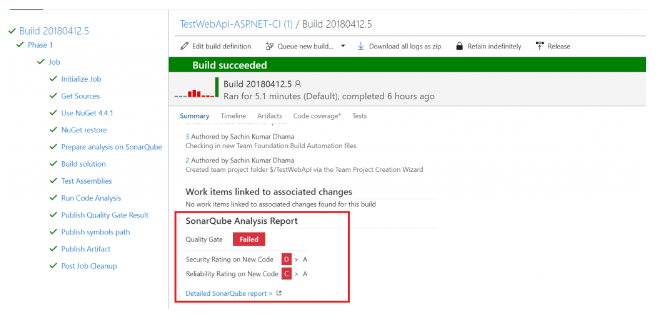 Build 20180412.5
Phase 1
Job
Initialize Job
Get Sources
Use NuGet 4.4.1
NuGet restore
Prepare analysis on SonarQube
Build solution
Test Assemblies
Run Code Analysis
Publish Quality Gate Result
Publish symbols path
Publish Artifact
Post Job Cleanup
TestWebApi-ASP.NET-CI (1) / Build 20180412.5
Edit build definition Queue new build... Download all logs as zip Retain indefinitely Release
Build succeeded
Build 20180412.5
Ran for 5.1 minutes (Default), completed 6 hours ago
Summary Timeline Artifacts Code coverage* Tests
3 Authored by Sachin Kumar Dhama
Checking in new Team Foundation Build Automation files.
2 Authored by Sachin Kumar Dhama
Created team project folder $/TestWebApI via the Team Project Creation Wizard
Work items linked to associated changes
No work items linked to associated changes found for this build
SonarQube Analysis Report
Quality Gate Failed
Security Rating on New Code D > A
Reliability Rating on New Code C > A
Detailed SonarQube report >